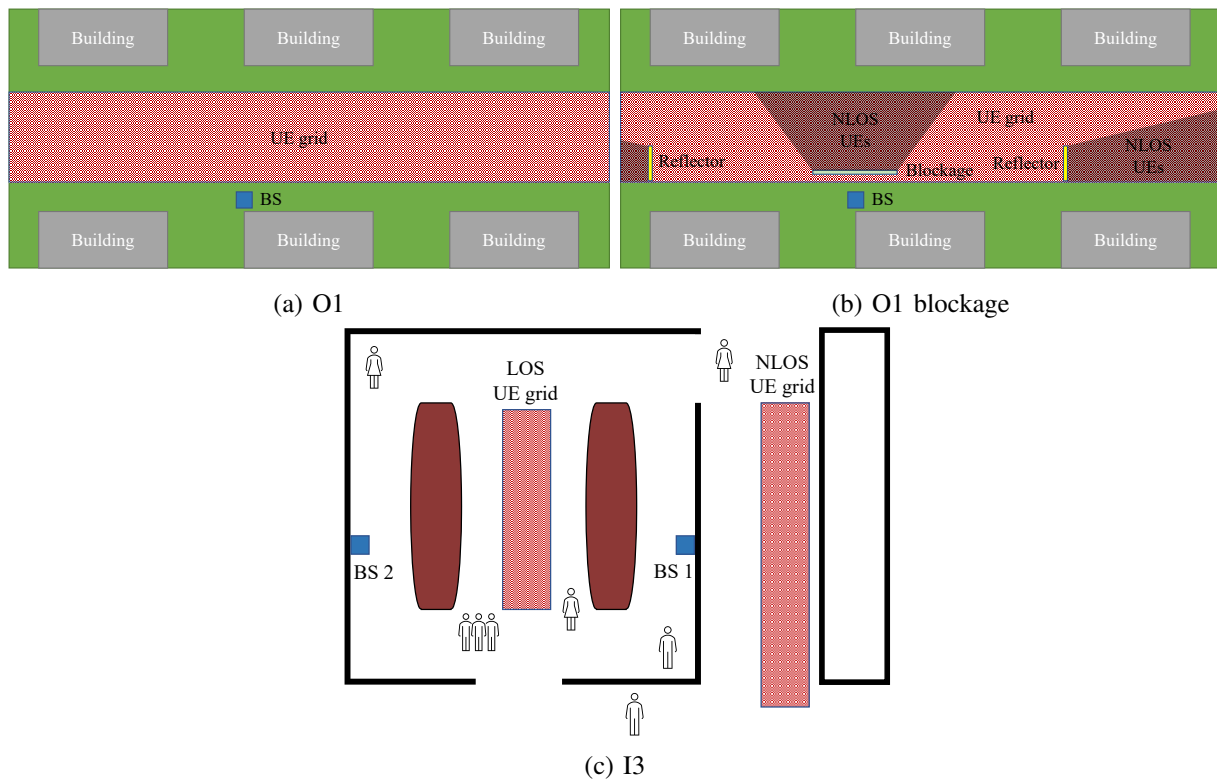 Building
Building
Building
UE grid
BS
Building
Building
Building
(a) O1
Building
Building
Building
NLOS
UEs
UE grid
Reflector
Reflector
NLOS
UEs
Blockage
BS
Building
Building
Building
(b) O1 blockage
LOS
UE grid
NLOS
UE grid
BS 2
BS 1
(c) I3